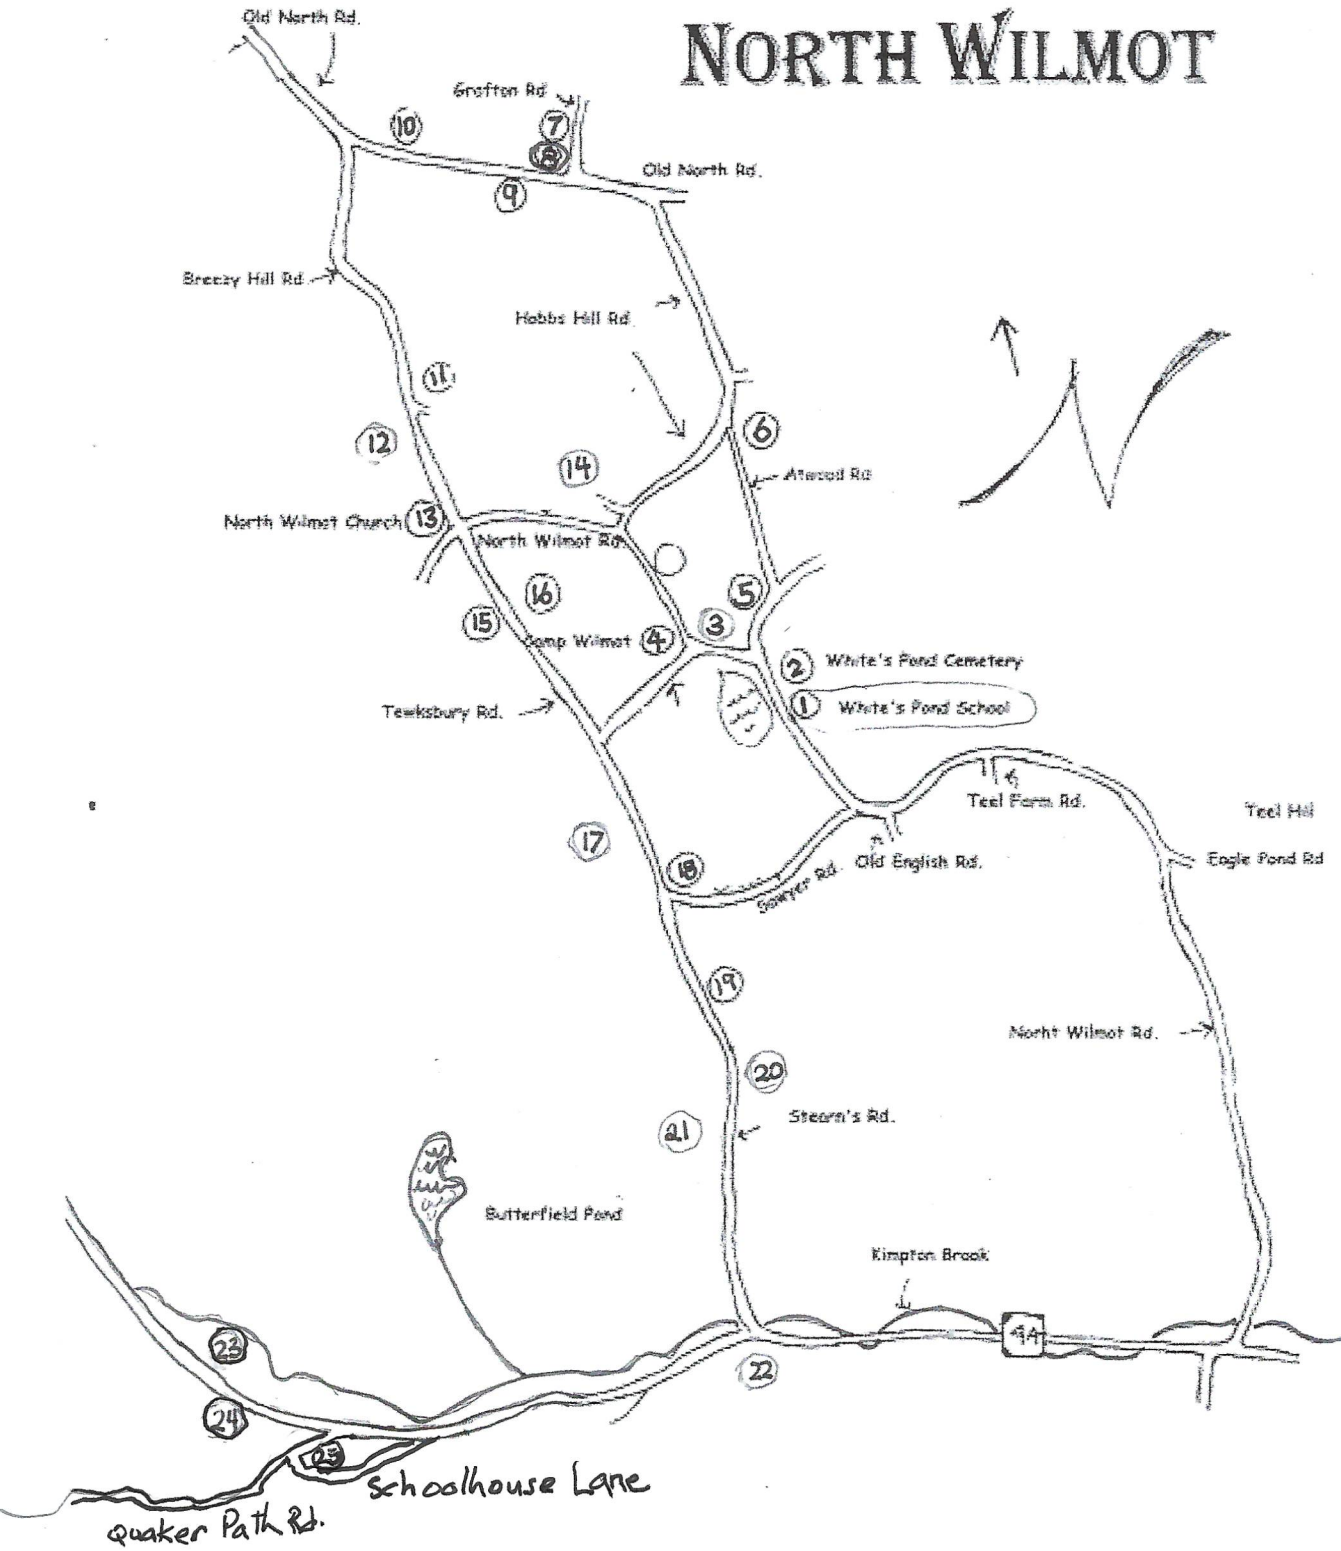 Old North Rd.
NORTH WILMOT
Grafton Rd
10
7
8
9
Old North Rd.
Breezy Hill Rd.
Hobbs Hill Rd.
N
11
12
6
14
Atwood Rd
North Wilmot Church
13
North Wilmot Rd.
16
5
15
3
Camp Wilmot
4
2
White's Pond Cemetery
1
White's Pond School
Tewksbury Rd.
Teel Farm Rd.
Teel Hill
17
Old English Rd.
Eagle Pond Rd
18
Sawyer Rd.
19
Norht Wilmot Rd.
20
21
Stearn's Rd.
Butterfield Pond
Kimpton Brook
23
22
24
25
Schoolhouse Lane
Quaker Path Rd.